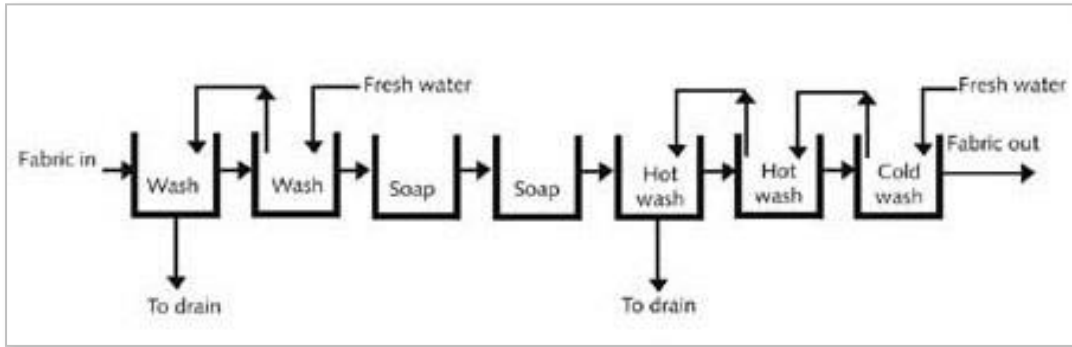 Fresh water
Fresh water
Fabric in
Fabric out
Wash
Wash
Soap
Soap
Hot
wash
Hot
wash
Cold
wash
To drain
To drain